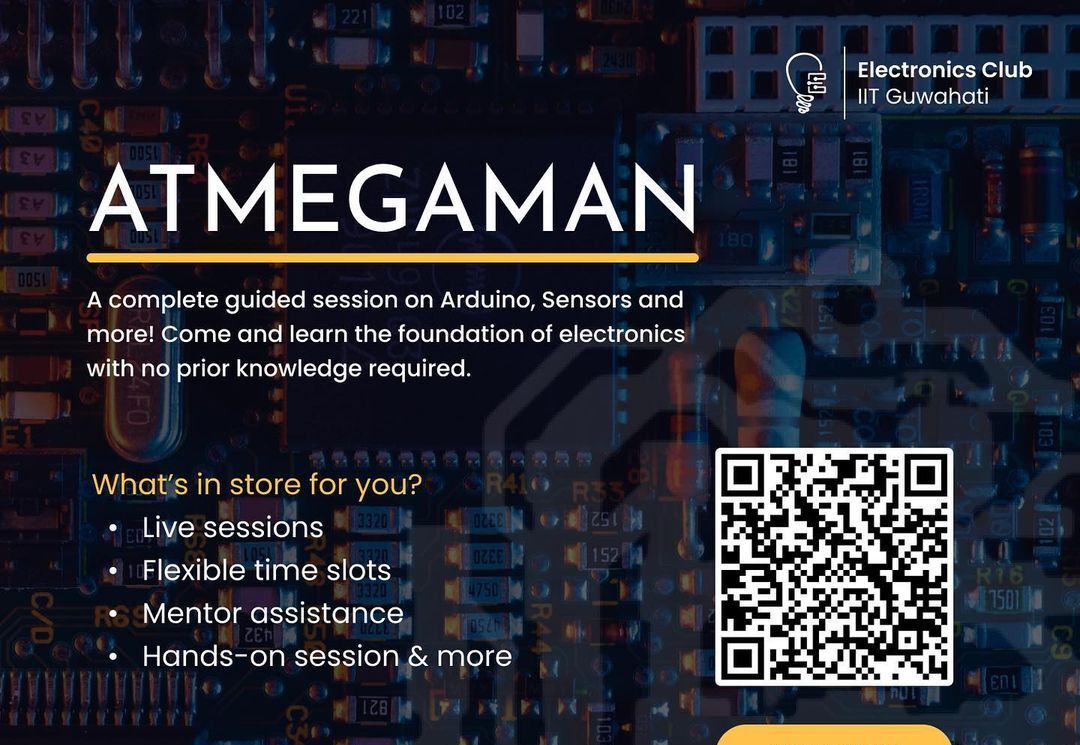 Electronics Club
IIT Guwahati
ATMEGAMAN
A complete guided session on Arduino, Sensors and
more! Come and learn the foundation of electronics
with no prior knowledge required.
What's in store for you?
• Live sessions
• Flexible time slots
• Mentor assistance
• Hands-on session & more